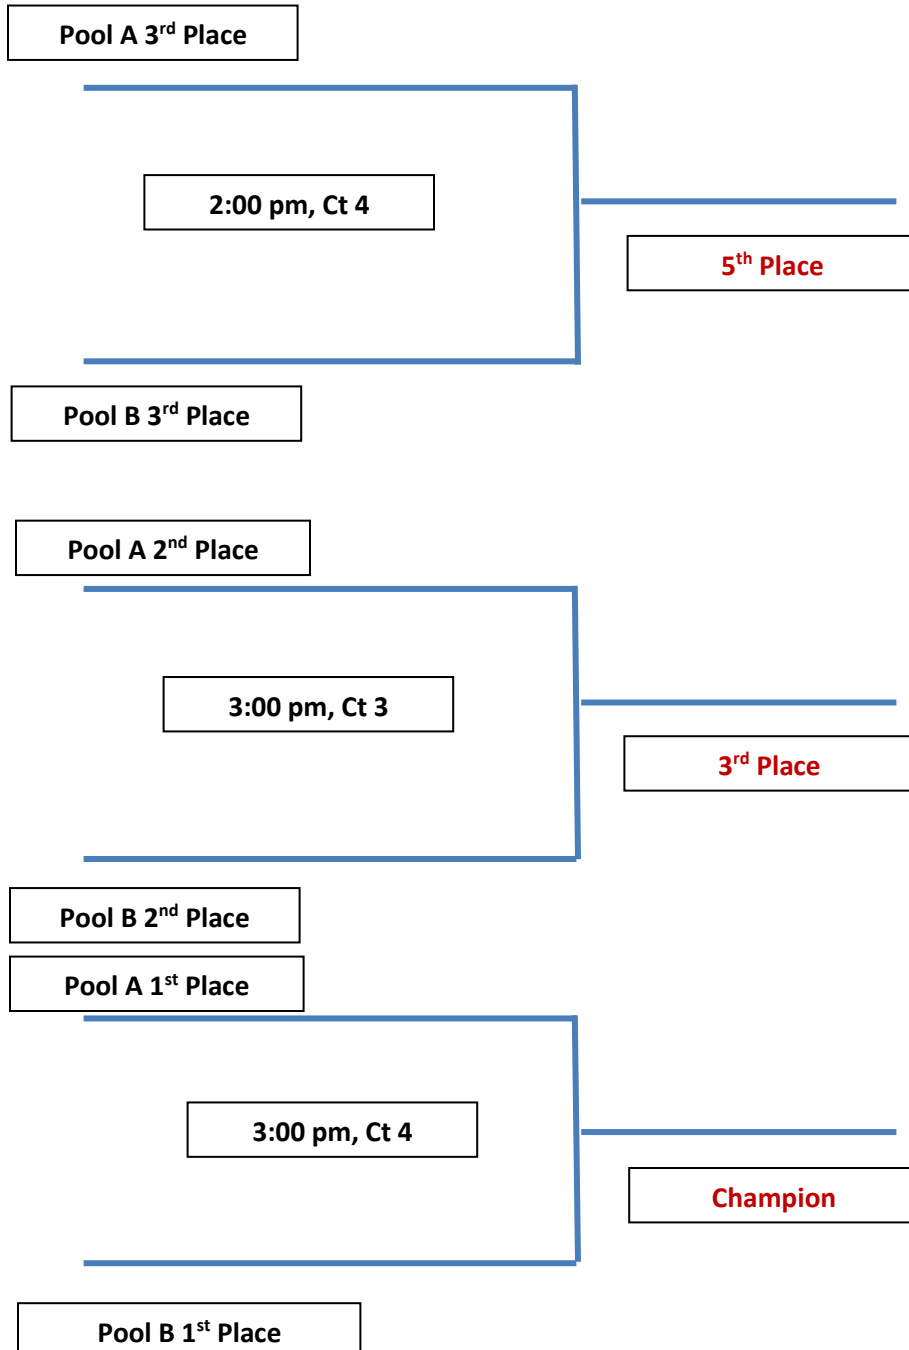 Pool A 3rd Place
2:00 pm, Ct 4
5th Place
Pool B 3rd Place
Pool A 2nd Place
3:00 pm, Ct 3
3rd Place
Pool B 2nd Place
Pool A 1st Place
3:00 pm, Ct 4
Champion
Pool B 1st Place